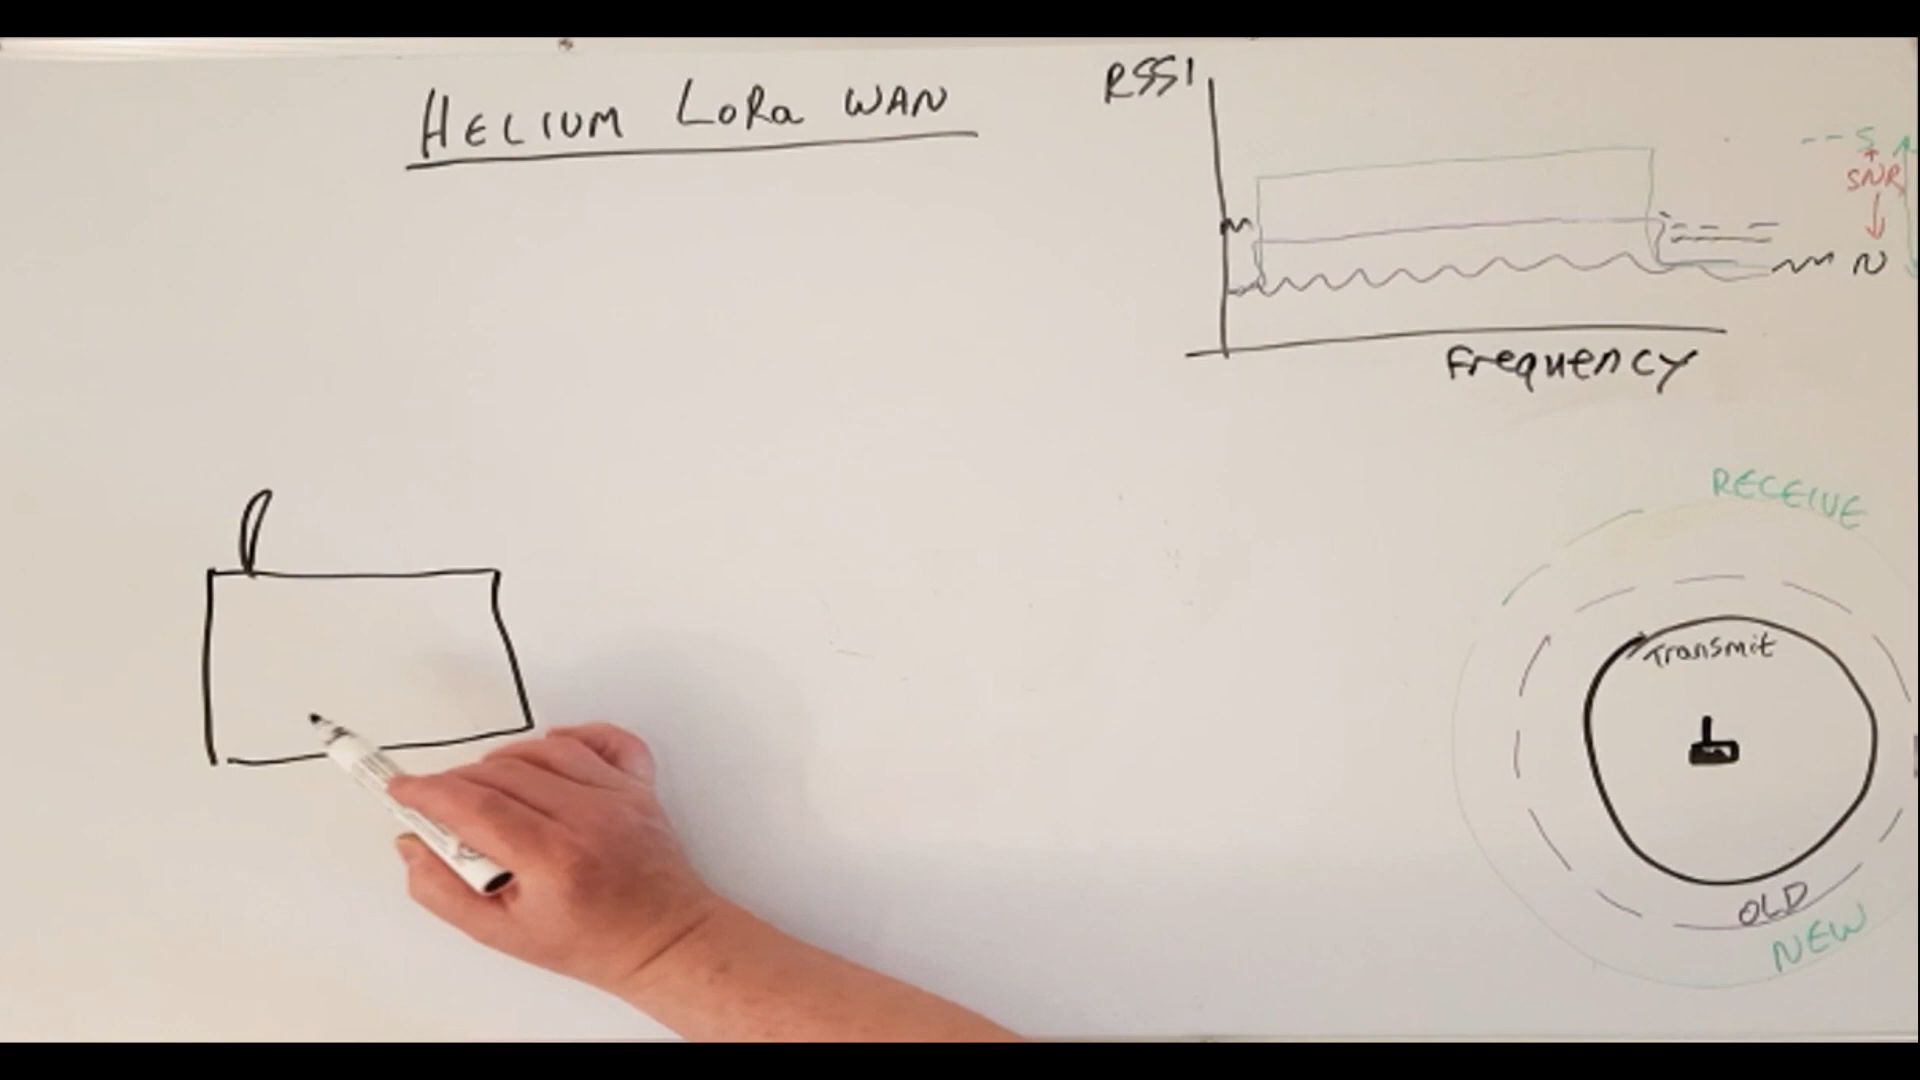 HELIUM LoRa WAN
RSSI
S
SNR
N
Frequency
RECEIVE
Transmit
OLD
NEW